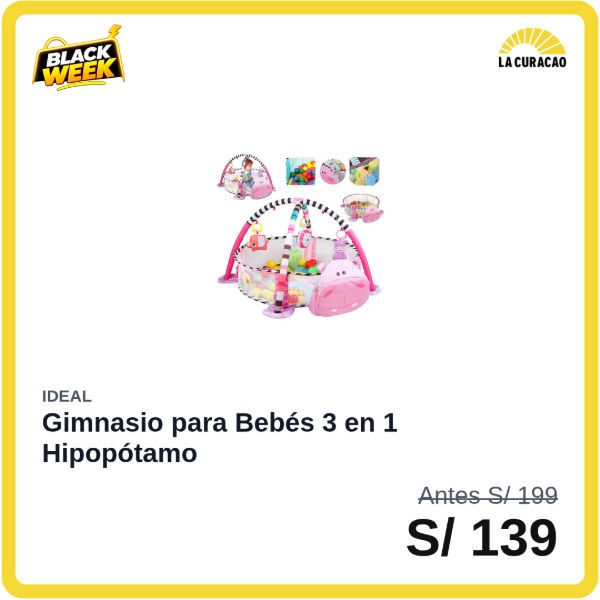 BLACK
WEEK
LA CURACAO
IDEAL
Gimnasio para Bebés 3 en 1
Hipopótamo
Antes S/ 199
S/ 139